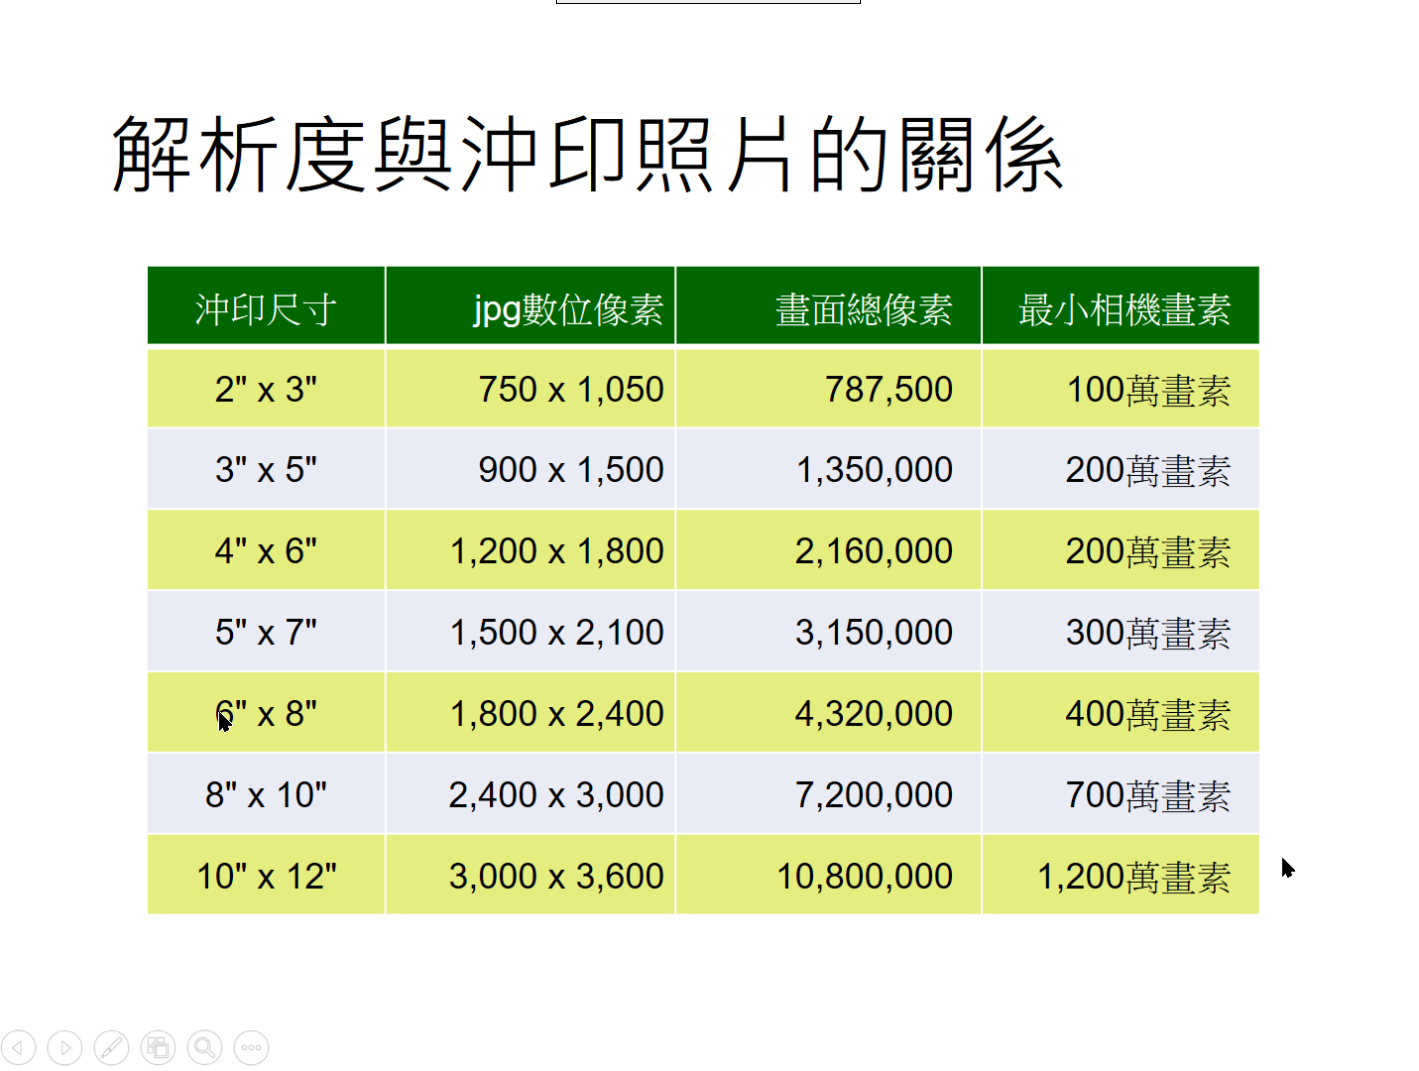 解析度與沖印照片的關係
沖印尺寸 jpg數位像素 畫面總像素 最小相機畫素
2" x 3" 750 x 1,050 787,500 100萬畫素
3" x 5" 900 x 1,500 1,350,000 200萬畫素
4" x 6" 1,200 x 1,800 2,160,000 200萬畫素
5" x 7" 1,500 x 2,100 3,150,000 300萬畫素
6" x 8" 1,800 x 2,400 4,320,000 400萬畫素
8" x 10" 2,400 x 3,000 7,200,000 700萬畫素
10" x 12" 3,000 x 3,600 10,800,000 1,200萬畫素